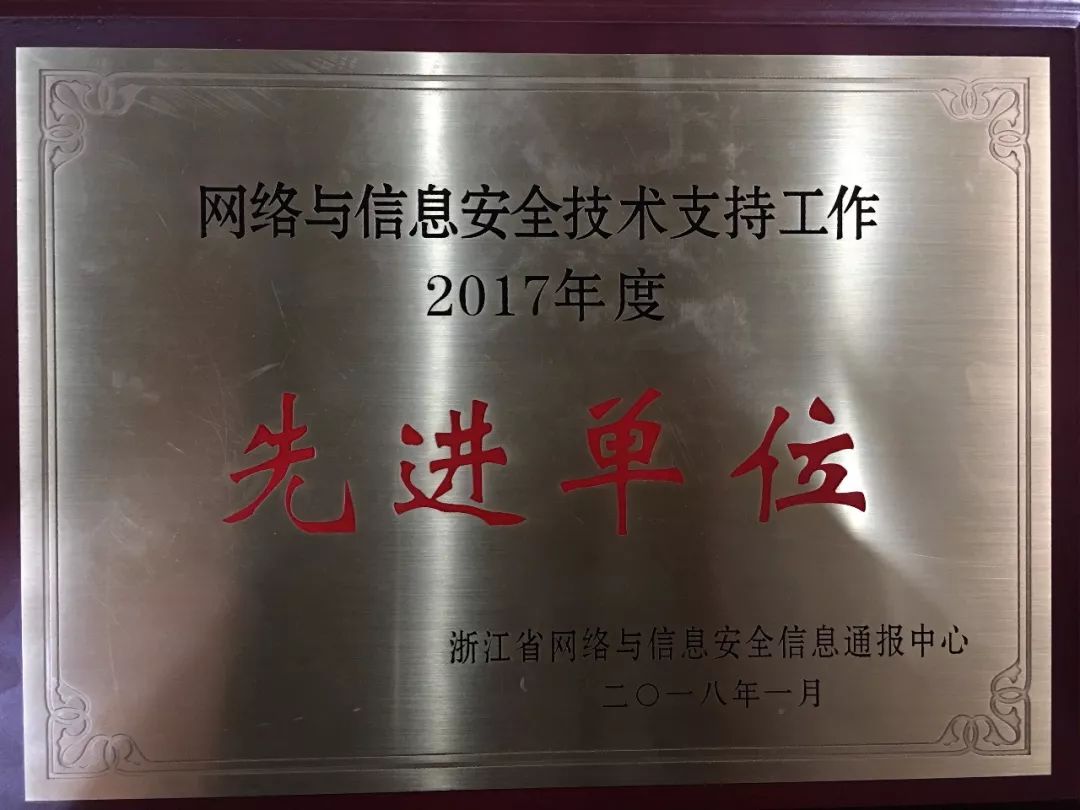 网络与信息安全技术支持工作
2017年度
先进单位
浙江省网络与信息安全信息通报中心
二〇一八年一月